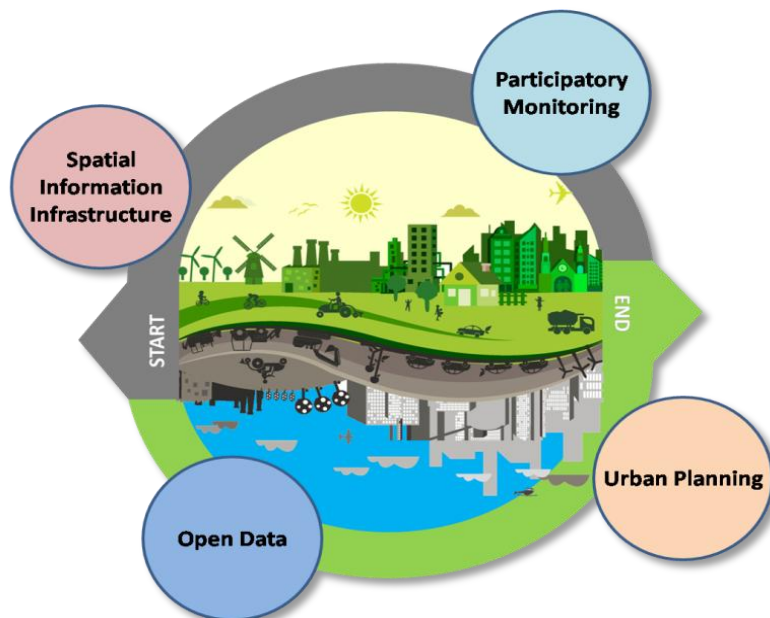 Participatory
Monitoring
Spatial
Information
Infrastructure
START
END
Urban Planning
Open Data